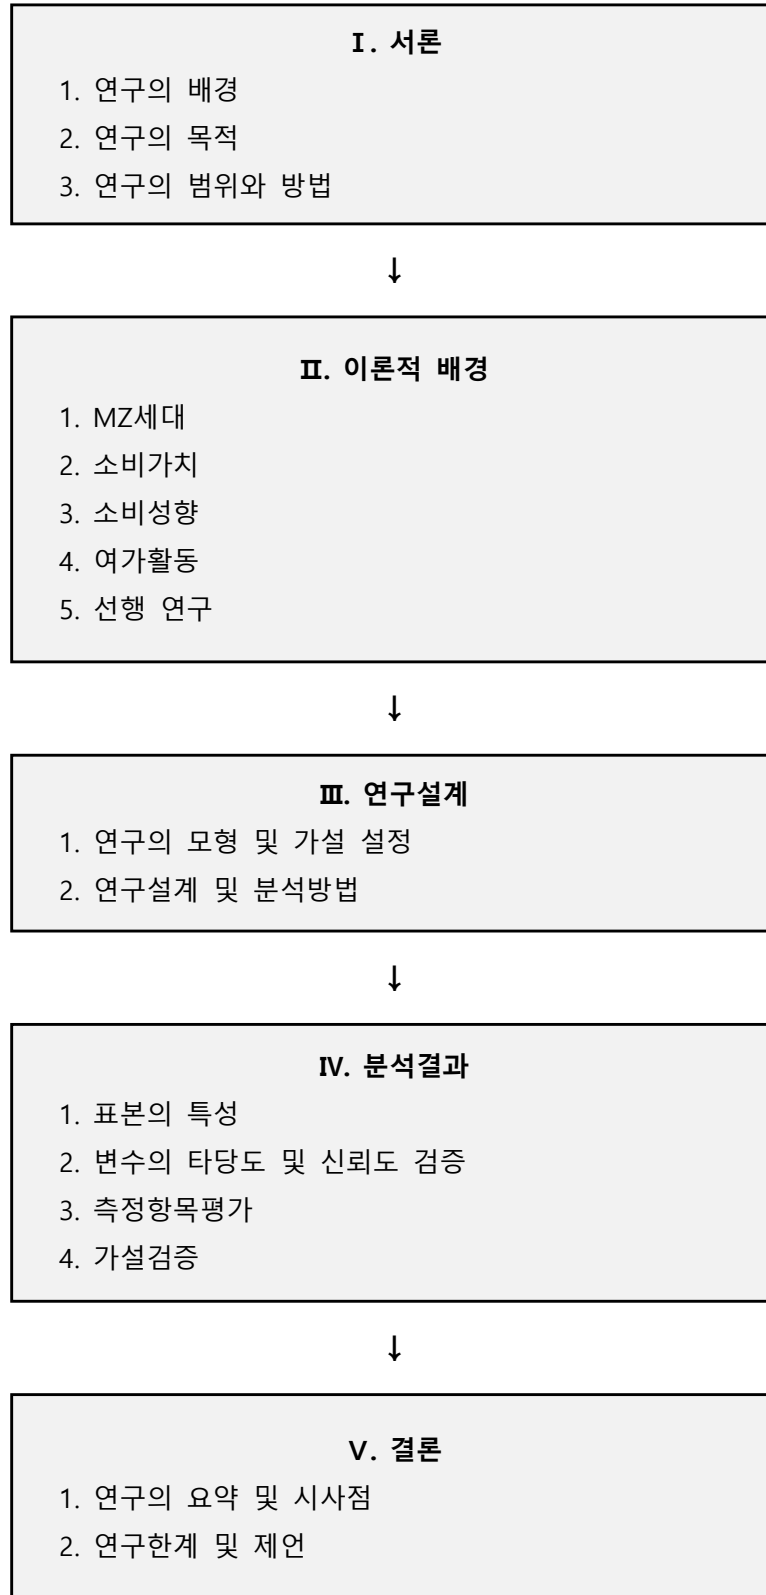 Ⅰ. 서론
1. 연구의 배경
2. 연구의 목적
3. 연구의 범위와 방법
↓
Ⅱ. 이론적 배경
1. MZ세대
2. 소비가치
3. 소비성향
4. 여가활동
5. 선행 연구
↓
Ⅲ. 연구설계
1. 연구의 모형 및 가설 설정
2. 연구설계 및 분석방법
↓
Ⅳ. 분석결과
1. 표본의 특성
2. 변수의 타당도 및 신뢰도 검증
3. 측정항목평가
4. 가설검증
↓
Ⅴ. 결론
1. 연구의 요약 및 시사점
2. 연구한계 및 제언